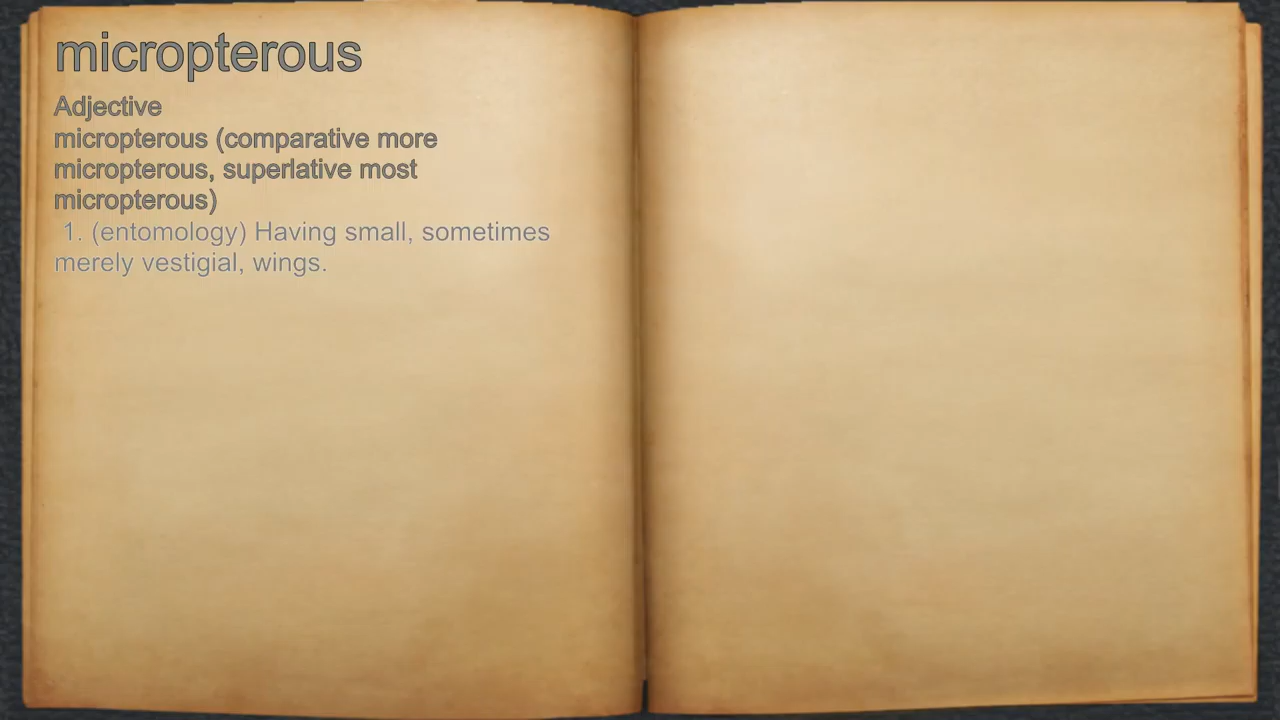 micropterous
Adjective
micropterous (comparative more
micropterous, superlative most
micropterous)
1. (entomology) Having small, sometimes
merely vestigial, wings.